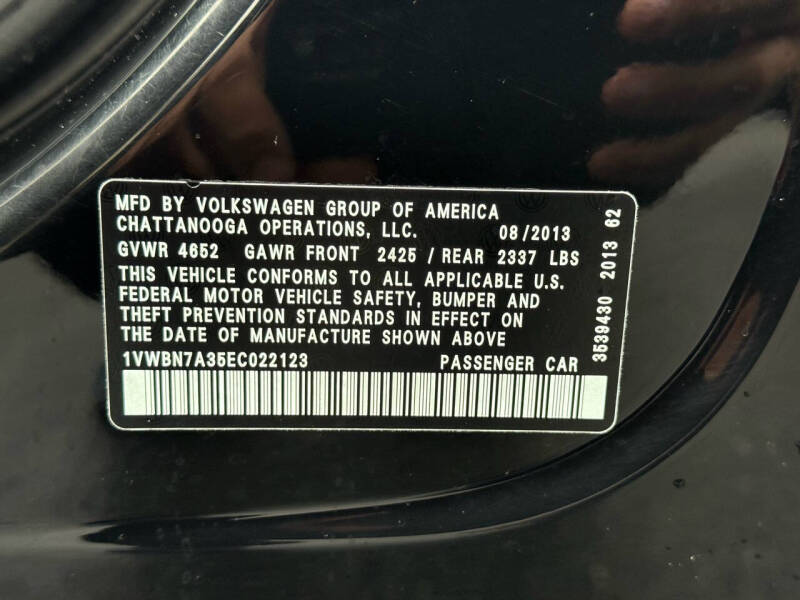 MFD BY VOLKSWAGEN GROUP OF AMERICA
CHATTANOOGA OPERATIONS, LLC. 08/2013
GVWR 4652 GAWR FRONT 2425 / REAR 2337 LBS
THIS VEHICLE CONFORMS TO ALL APPLICABLE U.S.
FEDERAL MOTOR VEHICLE SAFETY, BUMPER AND
THEFT PREVENTION STANDARDS IN EFFECT ON
THE DATE OF MANUFACTURE SHOWN ABOVE
1VWBN7A35EC022123 PASSENGER CAR
3539430 2013 62